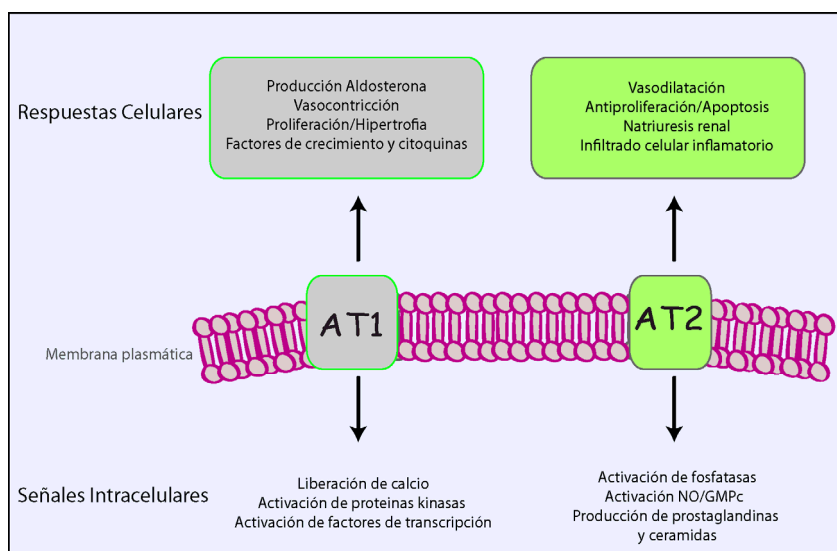 Respuestas Celulares
Producción Aldosterona
Vasocontricción
Proliferación/Hipertrofia
Factores de crecimiento y citoquinas
Vasodilatación
Antiproliferación/Apoptosis
Natriuresis renal
Infiltrado celular inflamatorio
AT1
AT2
Membrana plasmática
Señales Intracelulares
Liberación de calcio
Activación de proteinas kinasas
Activación de factores de transcripción
Activación de fosfatasas
Activación NO/GMPc
Producción de prostaglandinas
y ceramidas